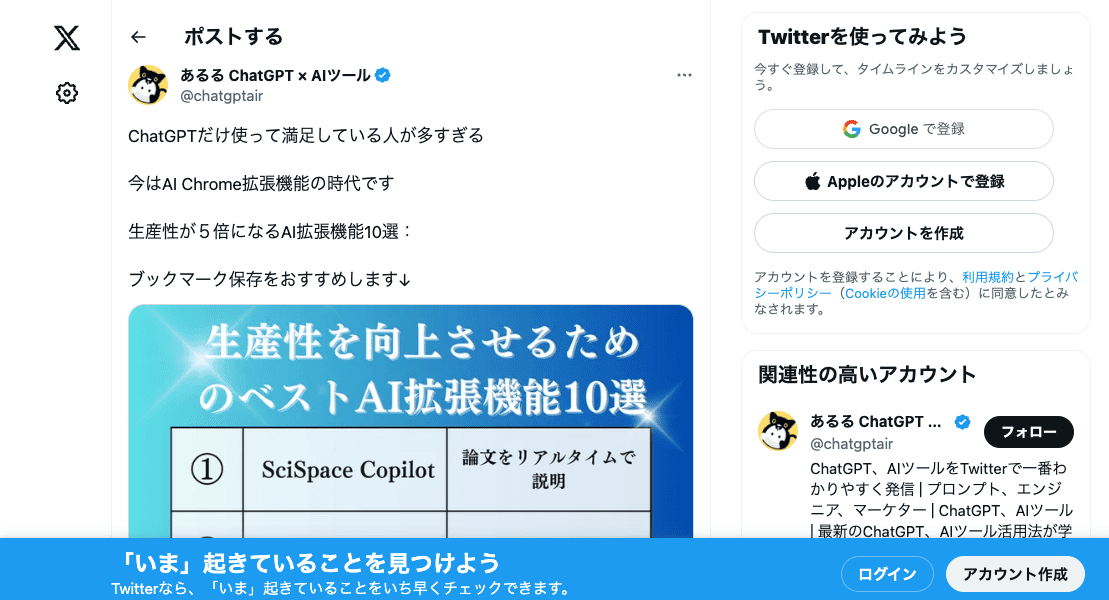 ポストする
あるる ChatGPT × AIツール
@chatgptair
ChatGPTだけ使って満足している人が多すぎる
今はAI Chrome拡張機能の時代です
生産性が５倍になるAI拡張機能10選：
ブックマーク保存をおすすめします↓
生産性を向上させるため
のベストAI拡張機能10選
①
SciSpace Copilot
論文をリアルタイムで
説明
Twitterを使ってみよう
今すぐ登録して、タイムラインをカスタマイズしましょ
う。
Google で登録
Appleのアカウントで登録
アカウントを作成
アカウントを登録することにより、利用規約とプライバ
シーポリシー（Cookieの使用を含む）に同意したとみ
なされます。
関連性の高いアカウント
あるる ChatGPT ...
@chatgptair
フォロー
ChatGPT、AIツールをTwitterで一番わ
かりやすく発信 | プロンプト、エンジ
ニア、マーケター | ChatGPT、AIツール
| 最新のChatGPT、AIツール活用法が学
「いま」起きていることを見つけよう
Twitterなら、「いま」起きていることをいち早くチェックできます。
ログイン
アカウント作成